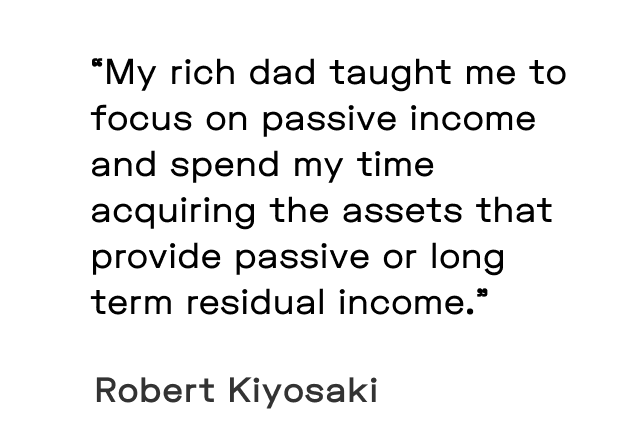 “My rich dad taught me to
focus on passive income
and spend my time
acquiring the assets that
provide passive or long
term residual income.”
Robert Kiyosaki